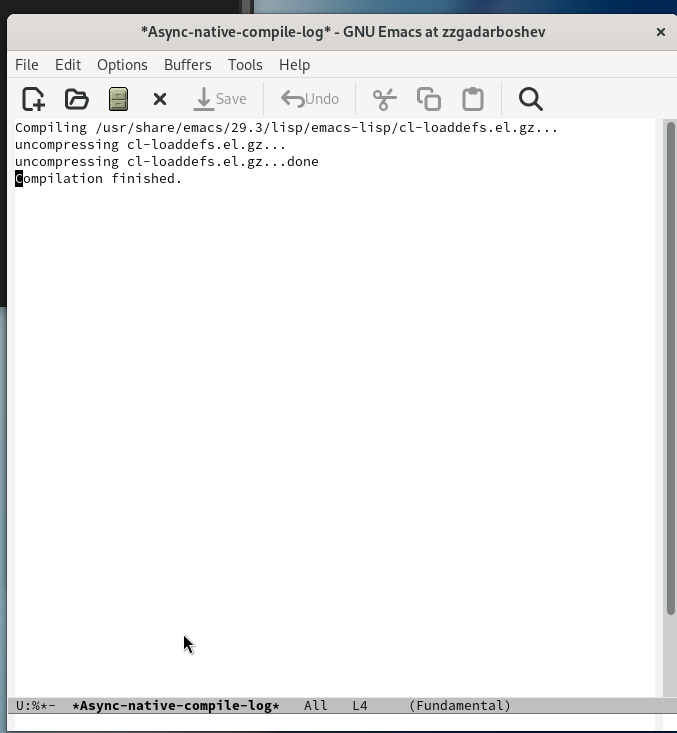 *Async-native-compile-log* - GNU Emacs at zzgadarboshev
File Edit Options Buffers Tools Help
Save Undo
Compiling /usr/share/emacs/29.3/lisp/emacs-lisp/cl-loaddefs.el.gz...
uncompressing cl-loaddefs.el.gz...
uncompressing cl-loaddefs.el.gz...done
Compilation finished.
U:%*- *Async-native-compile-log* All L4 (Fundamental)